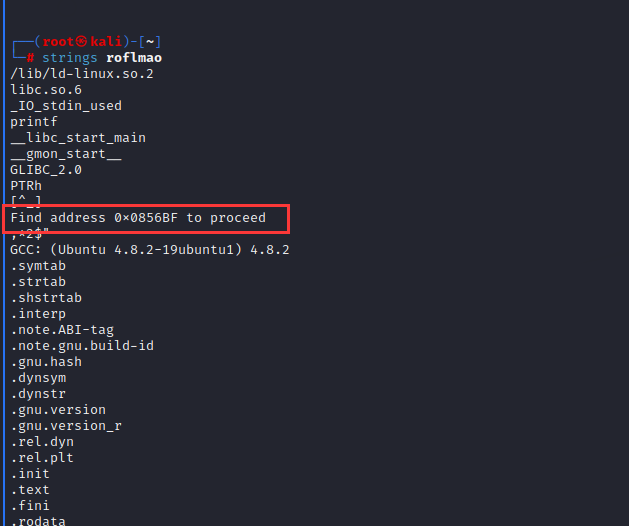 ┌──(root㉿kali)-[~]
└─# strings roflmao
/lib/ld-linux.so.2
libc.so.6
_IO_stdin_used
printf
__libc_start_main
__gmon_start__
GLIBC_2.0
PTRh
[^_]
Find address 0×0856BF to proceed
;*2$"
GCC: (Ubuntu 4.8.2-19ubuntu1) 4.8.2
.symtab
.strtab
.shstrtab
.interp
.note.ABI-tag
.note.gnu.build-id
.gnu.hash
.dynsym
.dynstr
.gnu.version
.gnu.version_r
.rel.dyn
.rel.plt
.init
.text
.fini
.rodata